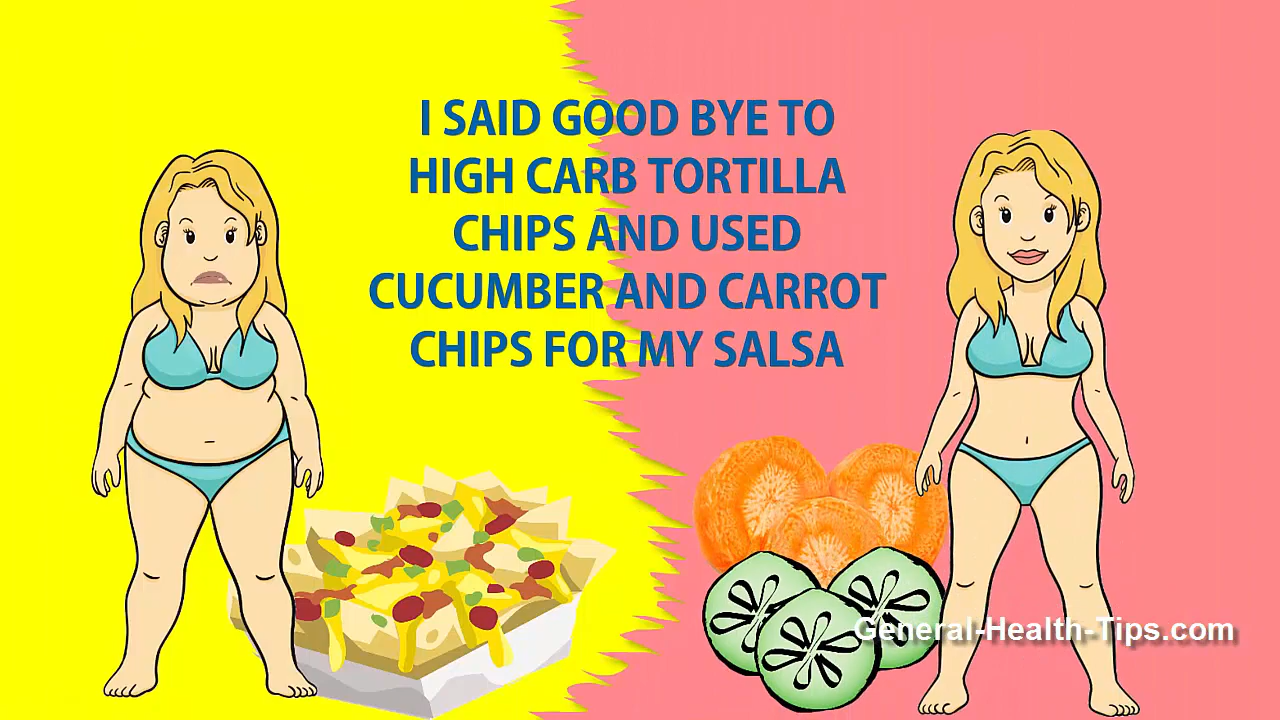 I SAID GOOD BYE TO
HIGH CARB TORTILLA
CHIPS AND USED
CUCUMBER AND CARROT
CHIPS FOR MY SALSA
General-Health-Tips.com